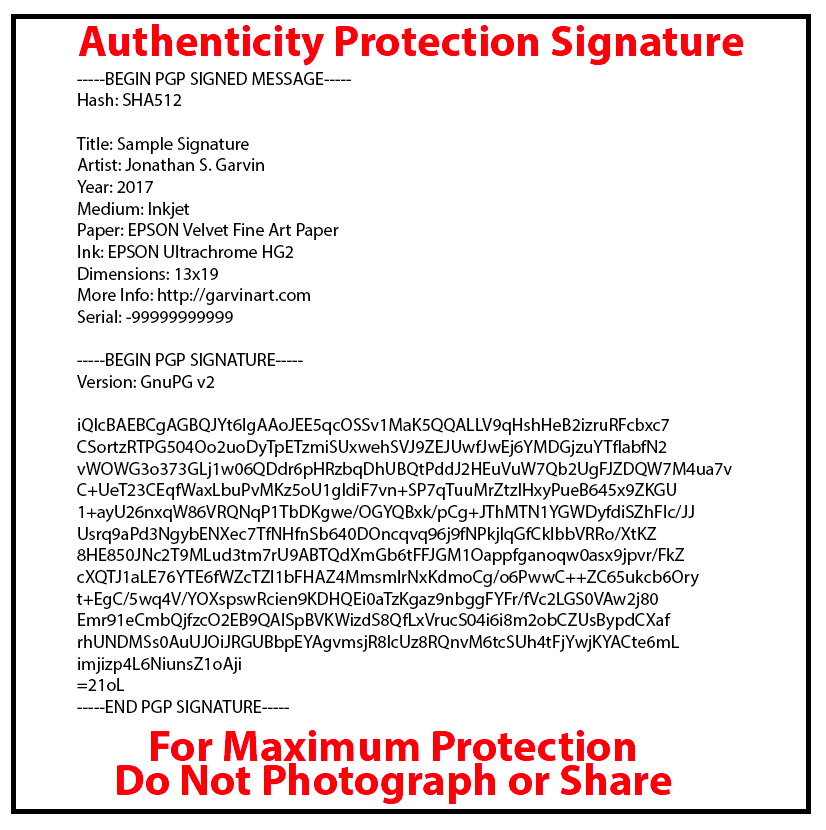 Authenticity Protection Signature
-----BEGIN PGP SIGNED MESSAGE-----
Hash: SHA512
Title: Sample Signature
Artist: Jonathan S. Garvin
Year: 2017
Medium: Inkjet
Paper: EPSON Velvet Fine Art Paper
Ink: EPSON Ultrachrome HG2
Dimensions: 13x19
More Info: http://garvinart.com
Serial: -99999999999
-----BEGIN PGP SIGNATURE-----
Version: GnuPG v2
iQIcBAEBCgAGBQJYt6IgAAoJEE5qcOSSv1MaK5QQALLV9qHshHeB2izruRFcbxc7
CSortzRTPG504Oo2uoDyTpETzmiSUxwehSVJ9ZEJUwfJwEj6YMDGjzuYTflabfN2
vWOWG3o373GLj1w06QDdr6pHRzbqDhUBQtPddJ2HEuVuW7Qb2UgFJZDQW7M4ua7v
C+UeT23CEqfWaxLbuPvMKz5oU1gIdiF7vn+SP7qTuuMrZtzIHxyPueB645x9ZKGU
1+ayU26nxqW86VRQNqP1TbDKgwe/OGYQBxk/pCg+JThMTN1YGWDyfdiSZhFIc/JJ
Usrq9aPd3NgybENXec7TfNHfnSb640DOncqvq96j9fNPkjlqGfCkIbbVRRo/XtKZ
8HE850JNc2T9MLud3tm7rU9ABTQdXmGb6tFFJGM1Oappfganoqw0asx9jpvr/FkZ
cXQTJ1aLE76YTE6fWZcTZI1bFHAZ4MmsmlrNxKdmoCg/o6PwwC++ZC65ukcb6Ory
t+EgC/5wq4V/YOXspswRcien9KDHQEi0aTzKgaz9nbggFYFr/fVc2LGS0VAw2j80
Emr91eCmbQjfzcO2EB9QAISpBVKWizdS8QfLxVrucS04i6i8m2obCZUsBypdCXaf
rhUNDMSs0AuUJOiJRGUBbpEYAgvmsjR8lcUz8RQnvM6tcSUh4tFjYwjKYACte6mL
imjizp4L6NiunsZ1oAji
=21oL
-----END PGP SIGNATURE-----
For Maximum Protection
Do Not Photograph or Share